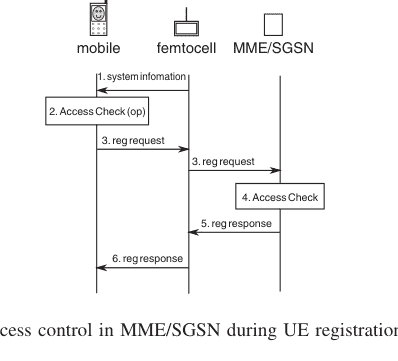 mobile femtocell MME/SGSN
1. system infomation
2. Access Check (op)
3. reg request
3. reg request
4. Access Check
5. reg response
6. reg response
cess control in MME/SGSN during UE registration